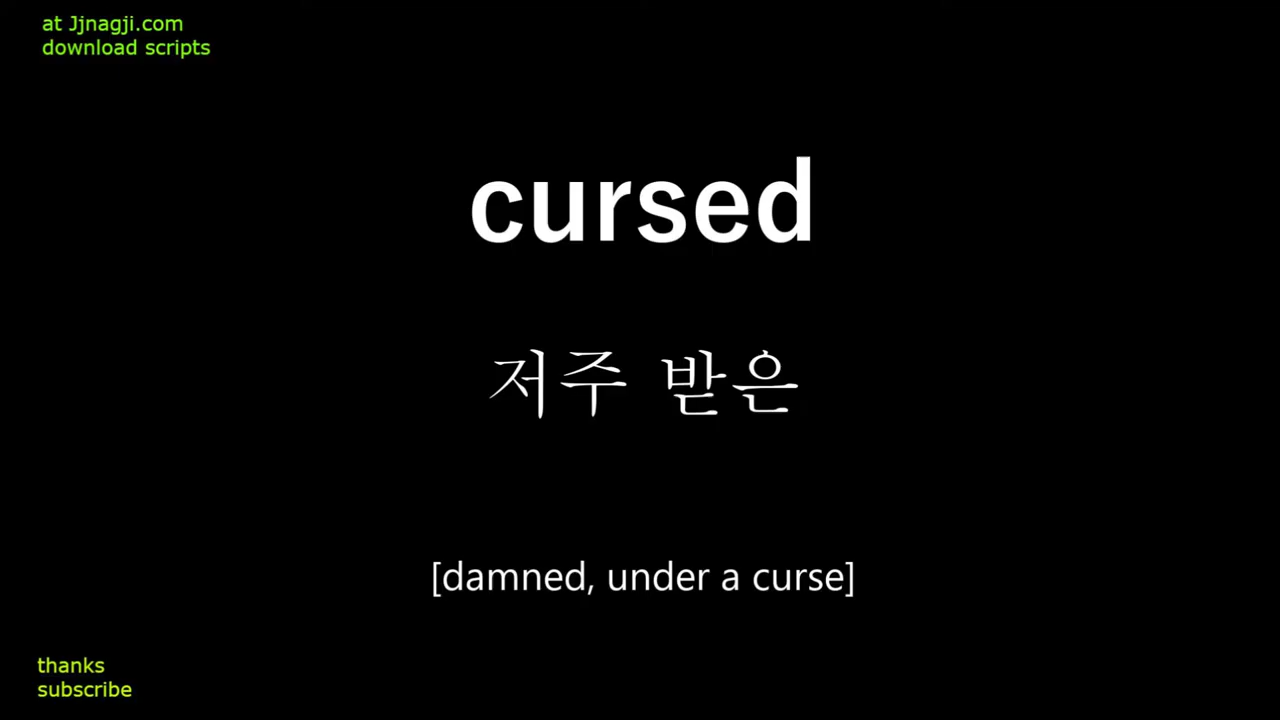 at Jjnagji.com
download scripts
cursed
저주 받은
[damned, under a curse]
thanks
subscribe